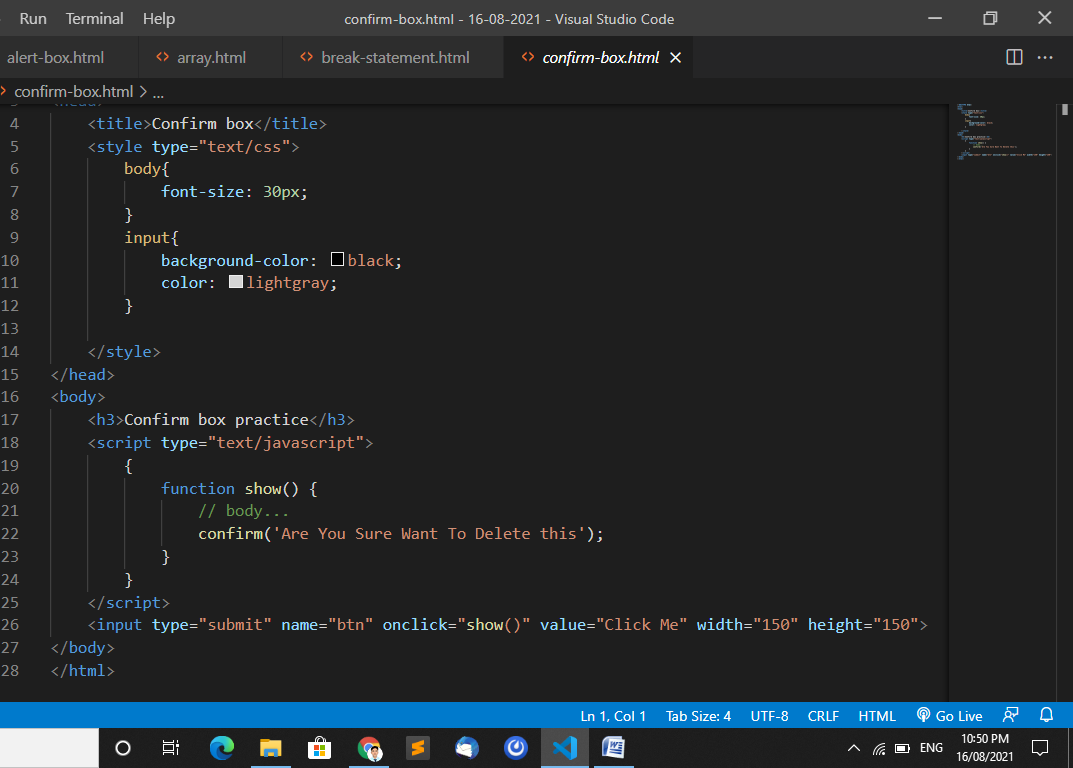 Run Terminal Help confirm-box.html - 16-08-2021 - Visual Studio Code
alert-box.html <> array.html <> break-statement.html <> confirm-box.html
confirm-box.html > ...
4 <title>Confirm box</title>
5 <style type="text/css">
6 body{
7 font-size: 30px;
8 }
9 input{
10 background-color: black;
11 color: lightgray;
12 }
13
14 </style>
15 </head>
16 <body>
17 <h3>Confirm box practice</h3>
18 <script type="text/javascript">
19 {
20 function show() {
21 // body...
22 confirm('Are You Sure Want To Delete this');
23 }
24 }
25 </script>
26 <input type="submit" name="btn" onclick="show()" value="Click Me" width="150" height="150">
27 </body>
28 </html>
Ln 1, Col 1 Tab Size: 4 UTF-8 CRLF HTML Go Live
ENG 10:50 PM
16/08/2021